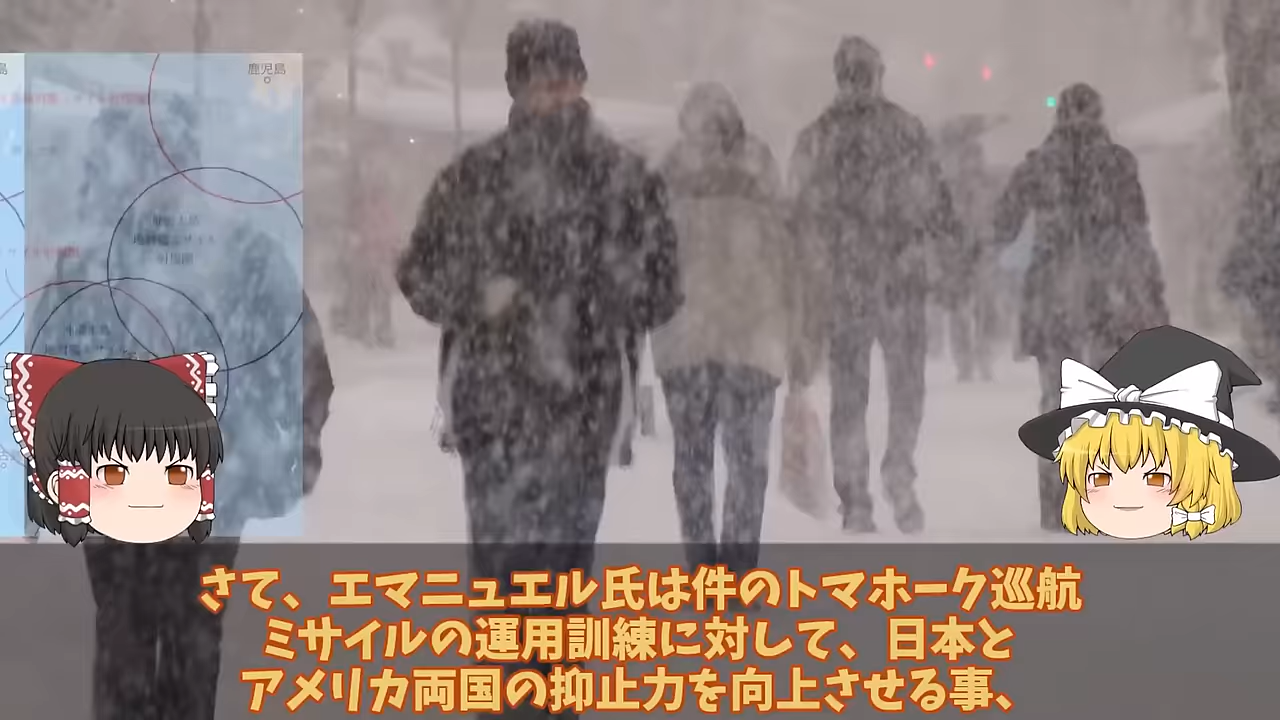 島
鹿児島
さて、エマニュエル氏は件のトマホーク巡航
ミサイルの運用訓練に対して、日本と
アメリカ両国の抑止力を向上させる事、